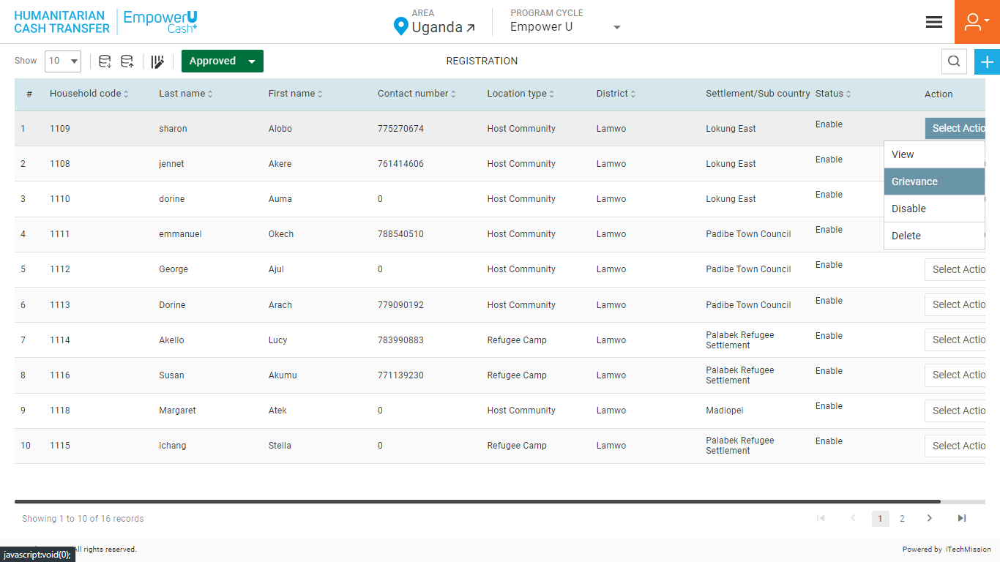 HUMANITARIAN
CASH TRANSFER
EmpowerU
Cash+
AREA
Uganda
PROGRAM CYCLE
Empower U
Show 10 Approved REGISTRATION
# Household code Last name First name Contact number Location type District Settlement/Sub country Status Action
1 1109 sharon Alobo 775270674 Host Community Lamwo Lokung East Enable Select Actio
View
2 1108 jennet Akere 761414606 Host Community Lamwo Lokung East Enable
Grievance
3 1110 dorine Auma 0 Host Community Lamwo Lokung East Enable
Disable
4 1111 emmanuel Okech 788540510 Host Community Lamwo Padibe Town Council Enable
Delete
5 1112 George Ajul 0 Host Community Lamwo Padibe Town Council Enable Select Actio
6 1113 Dorine Arach 779090192 Host Community Lamwo Padibe Town Council Enable Select Actio
7 1114 Akello Lucy 783990883 Refugee Camp Lamwo Palabek Refugee Settlement Enable Select Actio
8 1116 Susan Akumu 771139230 Refugee Camp Lamwo Palabek Refugee Settlement Enable Select Actio
9 1118 Margaret Atek 0 Host Community Lamwo Madiopei Enable Select Actio
10 1115 ichang Stella 0 Refugee Camp Lamwo Palabek Refugee Settlement Enable Select Actio
Showing 1 to 10 of 16 records
1 2
All rights reserved.
Powered by iTechMission
javascript:void(0);